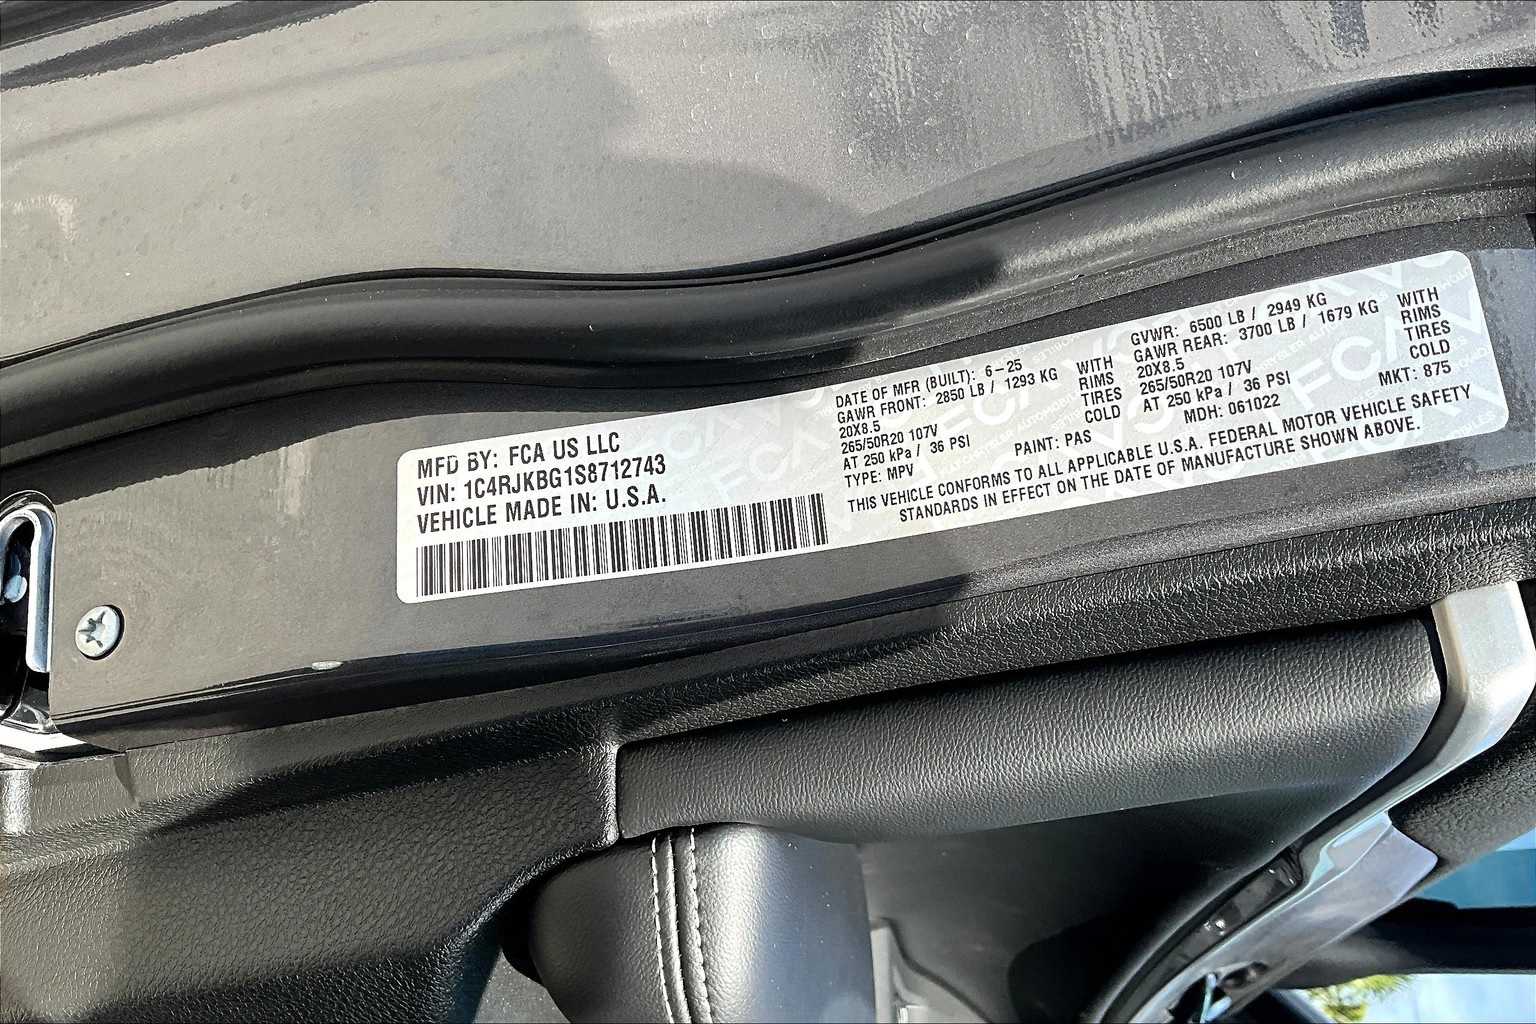 MFD BY: FCA US LLC
VIN: 1C4RJKBG1S8712743
VEHICLE MADE IN: U.S.A.
DATE OF MFR (BUILT): 6-25
GVWR: 6500 LB / 2949 KG
GAWR FRONT: 2850 LB / 1293 KG WITH
GAWR REAR: 3700 LB / 1679 KG WITH
20X8.5 RIMS
20X8.5 RIMS
265/50R20 107V TIRES
265/50R20 107V TIRES
AT 250 kPa / 36 PSI COLD
AT 250 kPa / 36 PSI COLD
TYPE: MPV PAINT: PAS MDH: 061022 MKT: 875
THIS VEHICLE CONFORMS TO ALL APPLICABLE U.S.A. FEDERAL MOTOR VEHICLE SAFETY
STANDARDS IN EFFECT ON THE DATE OF MANUFACTURE SHOWN ABOVE.